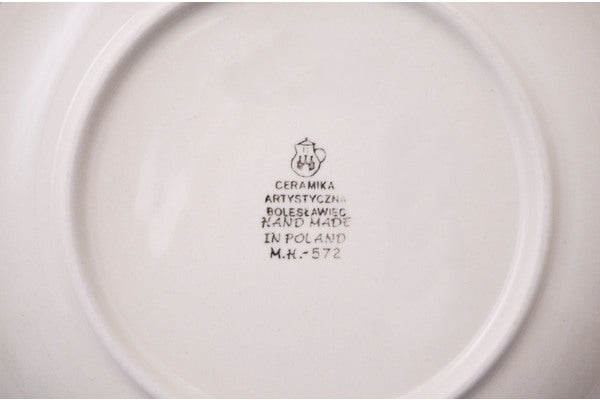 CERAMIKA
ARTYSTYCZNA
BOLESŁAWIEC
HAND MADE
IN POLAND
M.H.-572